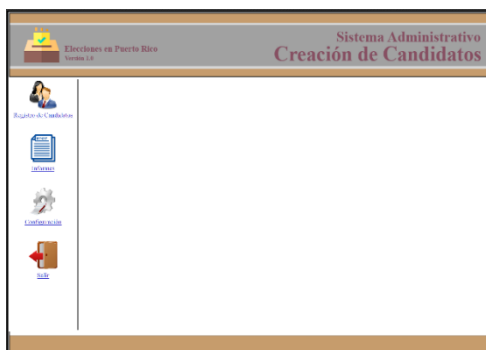 Elecciones en Puerto Rico
Versión 1.0
Sistema Administrativo
Creación de Candidatos
Registro de Candidatos
Informes
Configuración
Salir